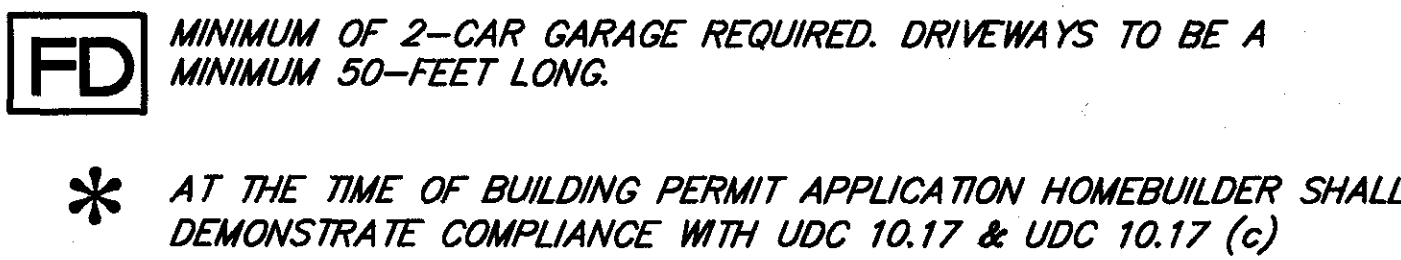 FD MINIMUM OF 2-CAR GARAGE REQUIRED. DRIVEWAYS TO BE A
MINIMUM 50-FEET LONG.
* AT THE TIME OF BUILDING PERMIT APPLICATION HOMEBUILDER SHALL
DEMONSTRATE COMPLIANCE WITH UDC 10.17 & UDC 10.17 (c)